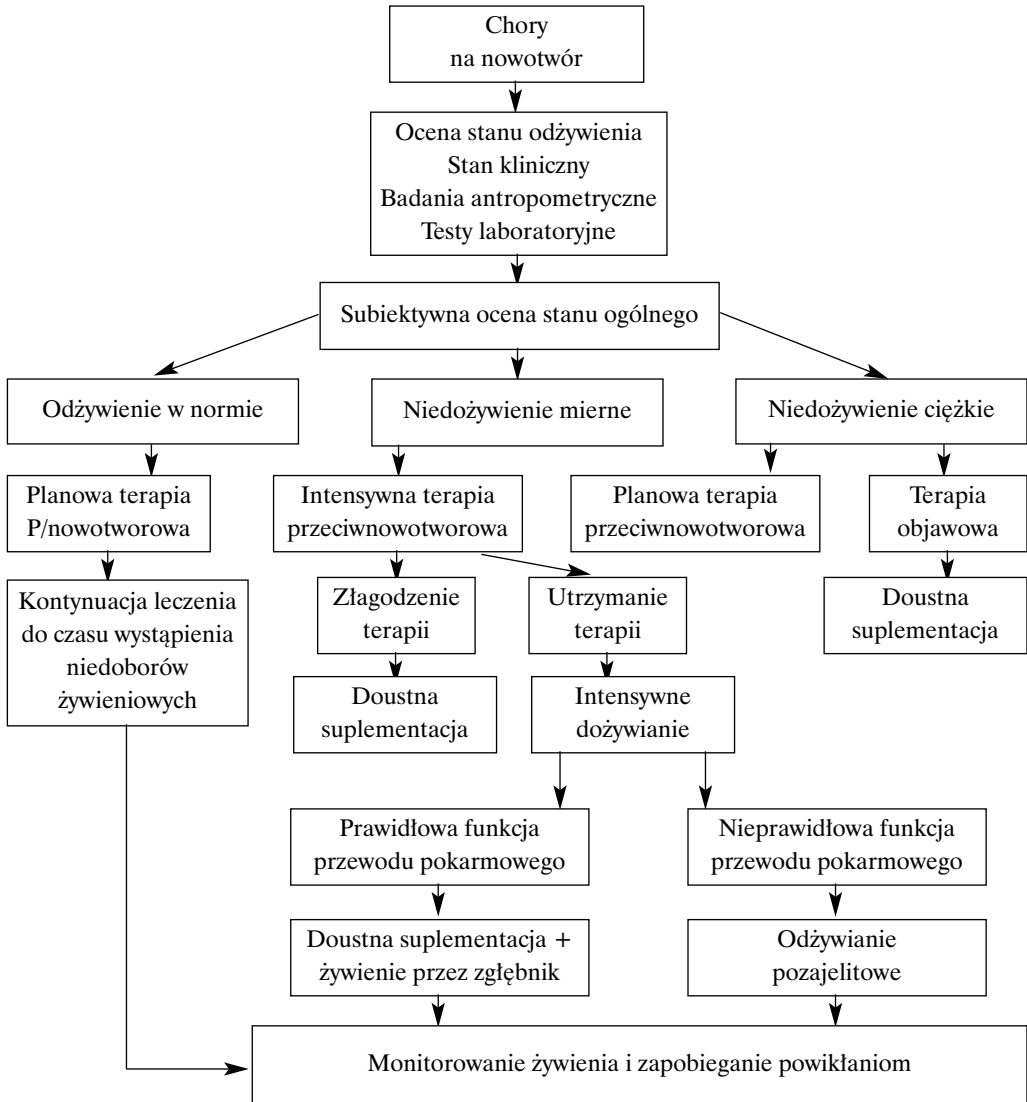 Chory
na nowotwór
Ocena stanu odżywienia
Stan kliniczny
Badania antropometryczne
Testy laboratoryjne
Subiektywna ocena stanu ogólnego
Odżywienie w normie
Niedożywienie mierne
Niedożywienie ciężkie
Planowa terapia
P/nowotworowa
Intensywna terapia
przeciwnowotworowa
Planowa terapia
przeciwnowotworowa
Terapia
objawowa
Kontynuacja leczenia
do czasu wystąpienia
niedoborów
żywieniowych
Złagodzenie
terapii
Utrzymanie
terapii
Doustna
suplementacja
Doustna
suplementacja
Intensywne
dożywianie
Prawidłowa funkcja
przewodu pokarmowego
Nieprawidłowa funkcja
przewodu pokarmowego
Doustna suplementacja +
żywienie przez zgłębnik
Odżywianie
pozajelitowe
Monitorowanie żywienia i zapobieganie powikłaniom